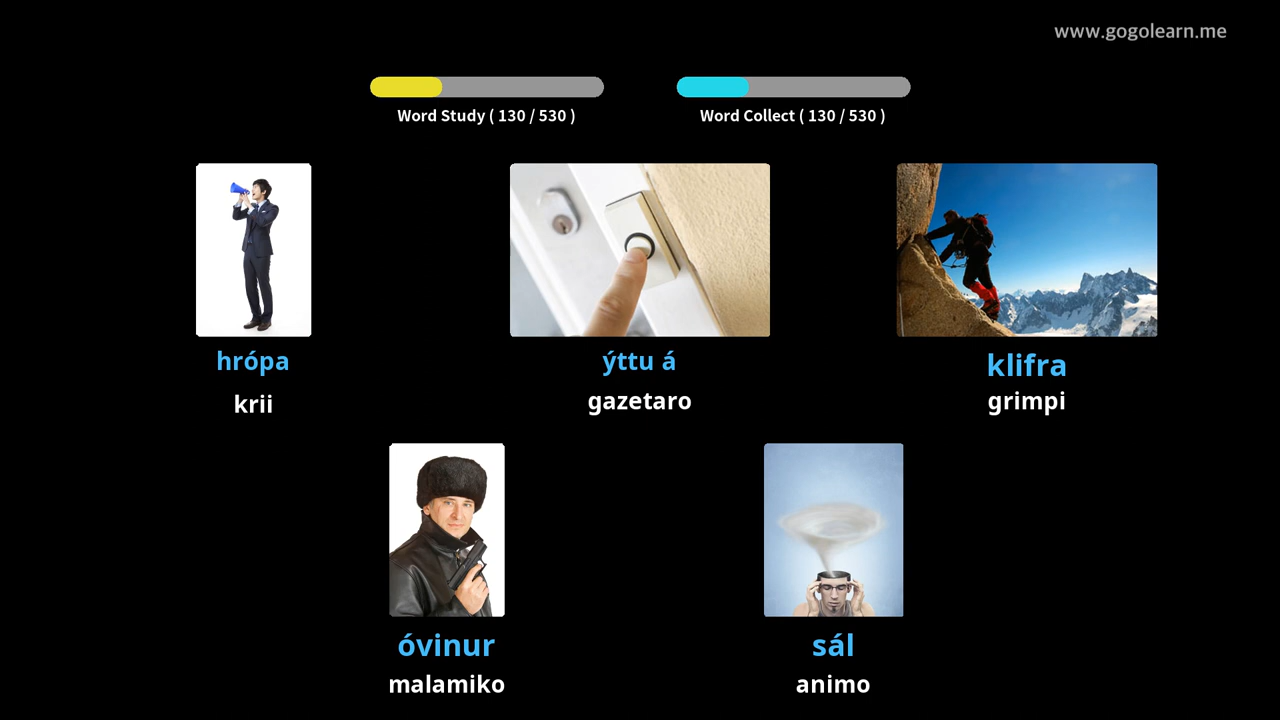 www.gogolearn.me
Word Study ( 130 / 530 )
Word Collect ( 130 / 530 )
hrópa
krii
ýttu á
gazetaro
klifra
grimpi
óvinur
malamiko
sál
animo